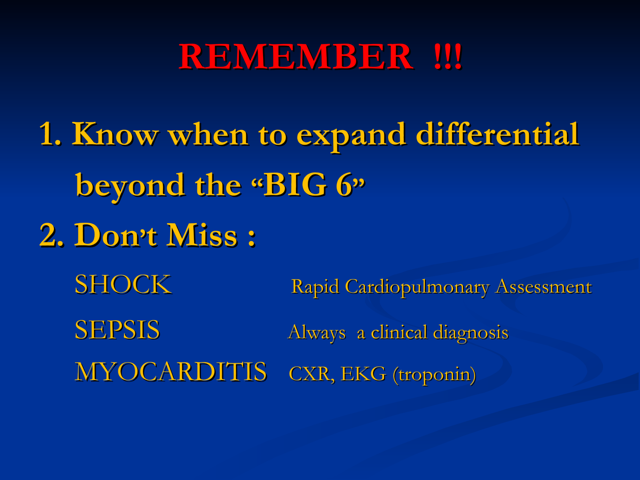 REMEMBER !!!
1. Know when to expand differential
beyond the “BIG 6”
2. Don’t Miss :
SHOCK Rapid Cardiopulmonary Assessment
SEPSIS Always a clinical diagnosis
MYOCARDITIS CXR, EKG (troponin)